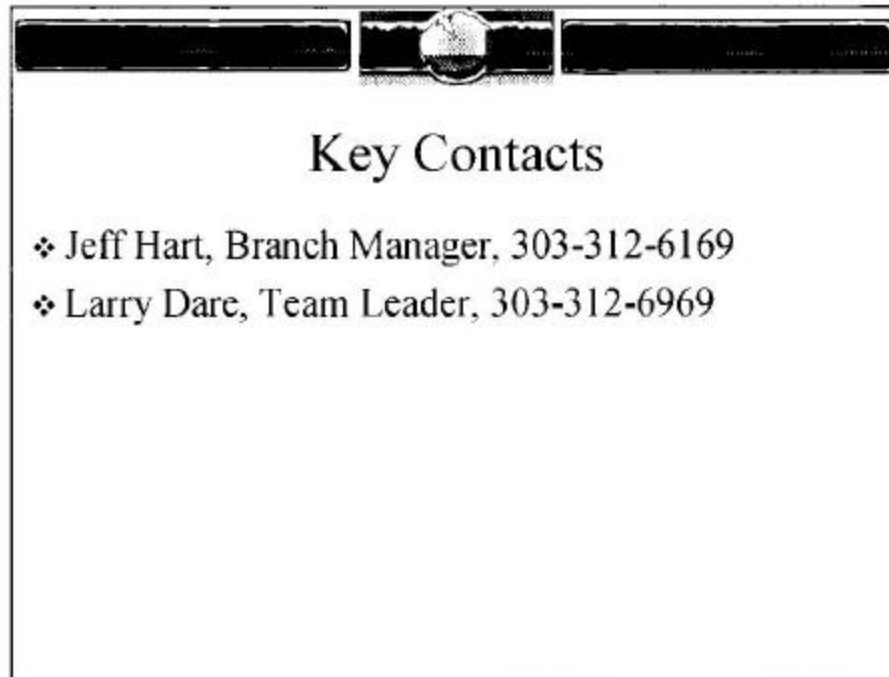 Key Contacts
❖ Jeff Hart, Branch Manager, 303-312-6169
❖ Larry Dare, Team Leader, 303-312-6969